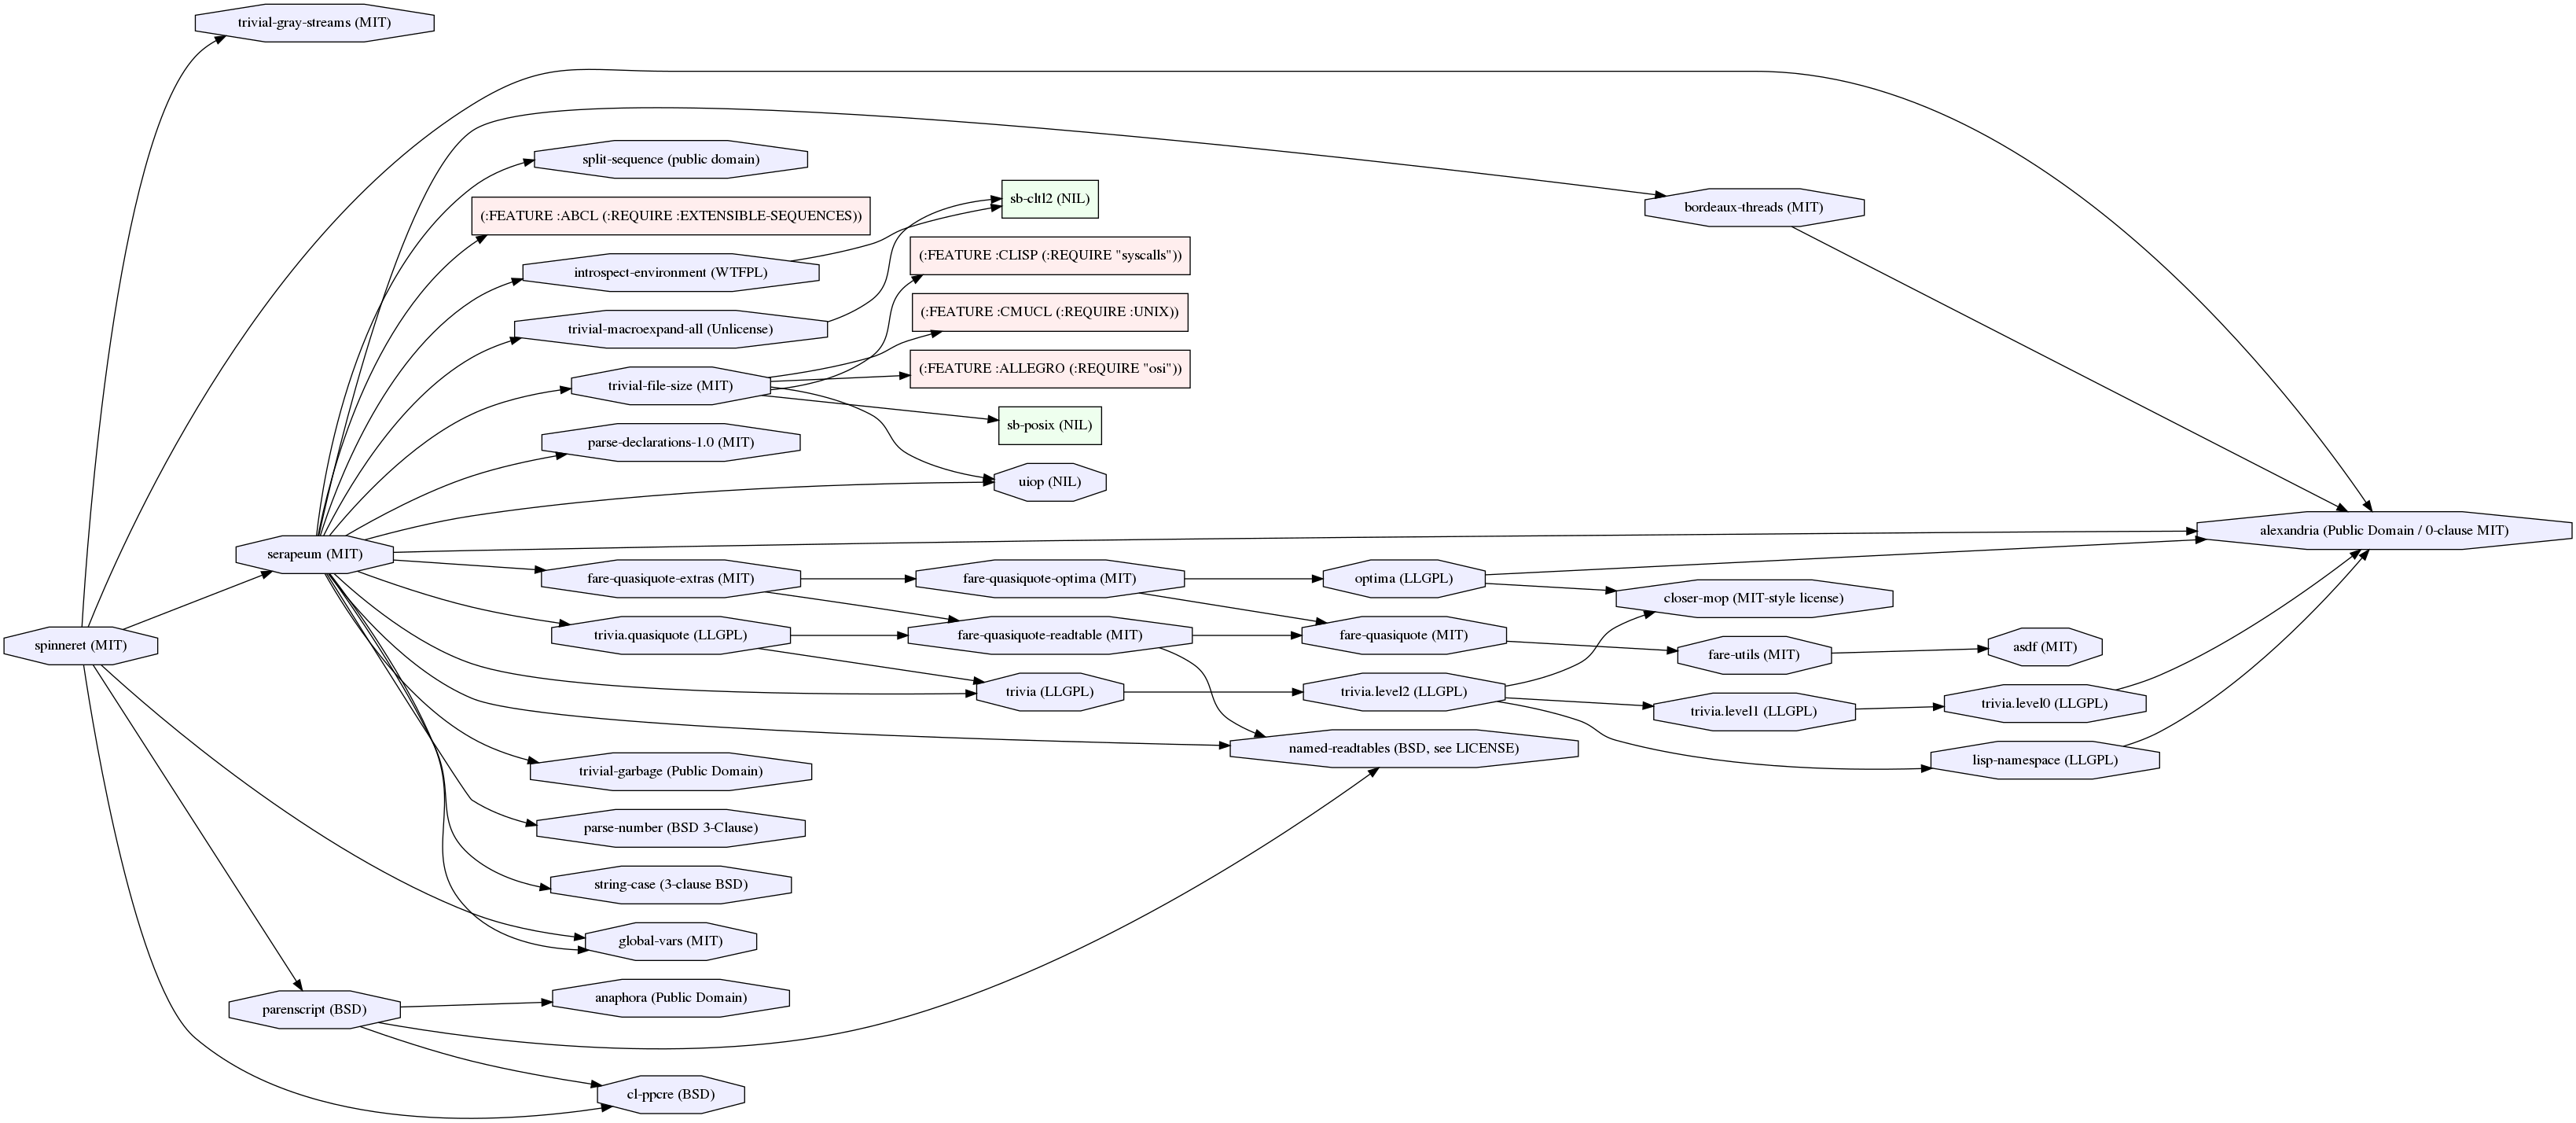 trivial-gray-streams (MIT)
split-sequence (public domain)
sb-cltl2 (NIL)
bordeaux-threads (MIT)
(:FEATURE :ABCL (:REQUIRE :EXTENSIBLE-SEQUENCES))
(:FEATURE :CLISP (:REQUIRE "syscalls"))
introspect-environment (WTFPL)
(:FEATURE :CMUCL (:REQUIRE :UNIX))
trivial-macroexpand-all (Unlicense)
(:FEATURE :ALLEGRO (:REQUIRE "osi"))
trivial-file-size (MIT)
sb-posix (NIL)
parse-declarations-1.0 (MIT)
uiop (NIL)
alexandria (Public Domain / 0-clause MIT)
serapeum (MIT)
fare-quasiquote-extras (MIT)
fare-quasiquote-optima (MIT)
optima (LLGPL)
closer-mop (MIT-style license)
trivia.quasiquote (LLGPL)
fare-quasiquote-readtable (MIT)
fare-quasiquote (MIT)
spinneret (MIT)
fare-utils (MIT)
asdf (MIT)
trivia (LLGPL)
trivia.level2 (LLGPL)
trivia.level1 (LLGPL)
trivia.level0 (LLGPL)
named-readtables (BSD, see LICENSE)
lisp-namespace (LLGPL)
trivial-garbage (Public Domain)
parse-number (BSD 3-Clause)
string-case (3-clause BSD)
global-vars (MIT)
anaphora (Public Domain)
parenscript (BSD)
cl-ppcre (BSD)